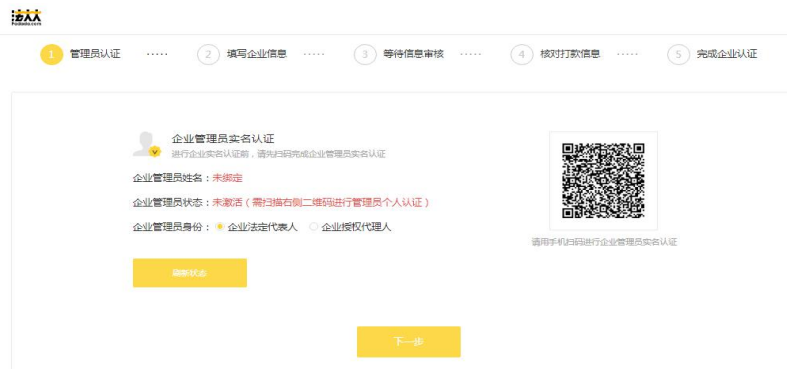 法人人
1 管理员认证 ····· 2 填写企业信息 ····· 3 等待信息审核 ····· 4 核对打款信息 ····· 5 完成企业认证
企业管理员实名认证
进行企业实名认证前，请先扫码完成企业管理员实名认证
企业管理员姓名：未绑定
企业管理员状态：未激活（需扫描右侧二维码进行管理员个人认证）
企业管理员身份： 企业法定代表人 企业授权代理人
请用手机扫码进行企业管理员实名认证
刷新状态
下一步